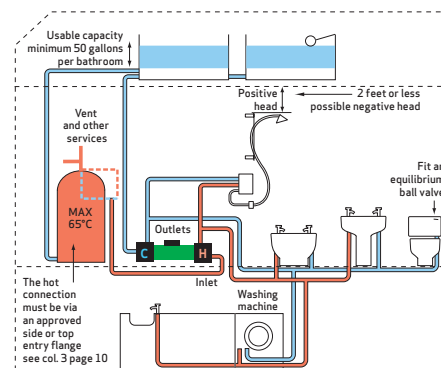 Usable capacity
minimum 50 gallons
per bathroom
Positive
head
2 feet or less
possible negative head
Vent
and other
services
Fit an
equilibrium
ball valve
MAX
65°C
Outlets
C
H
Inlet
The hot
connection
must be via
an approved
side or top
entry flange
see col. 3 page 10
Washing
machine